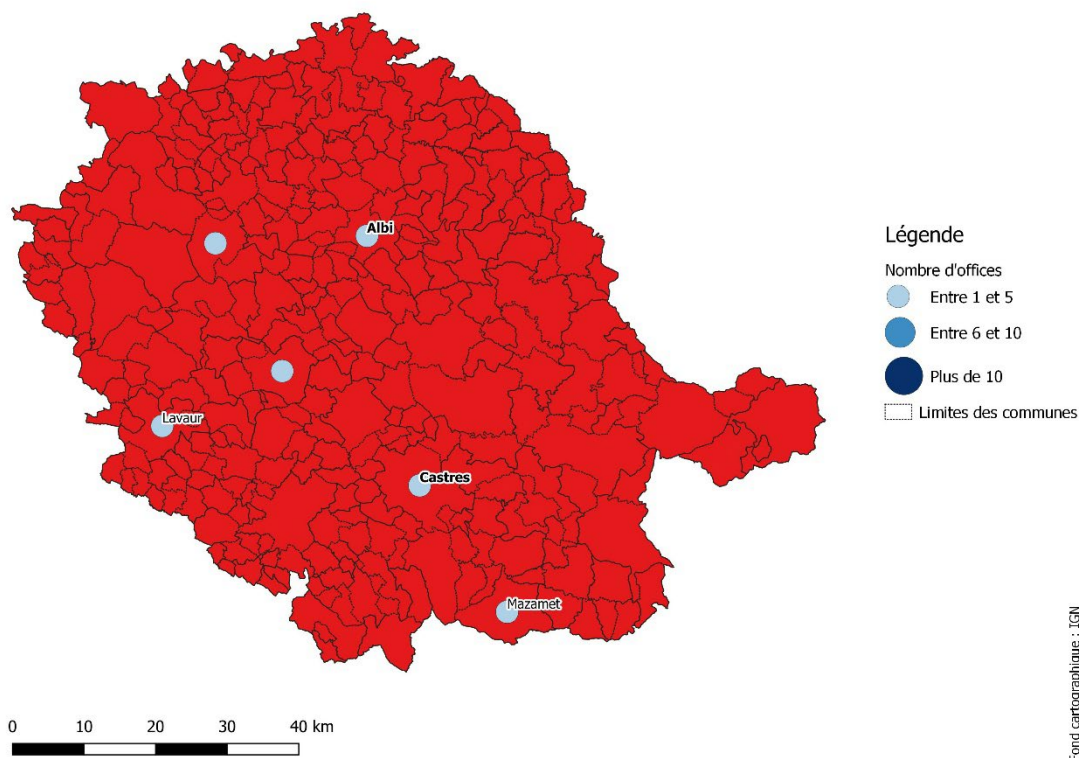 Albi
Lavaur
Castres
Mazamet
Légende
Nombre d'offices
Entre 1 et 5
Entre 6 et 10
Plus de 10
Limites des communes
0 10 20 30 40 km
Fond cartographique : IGN